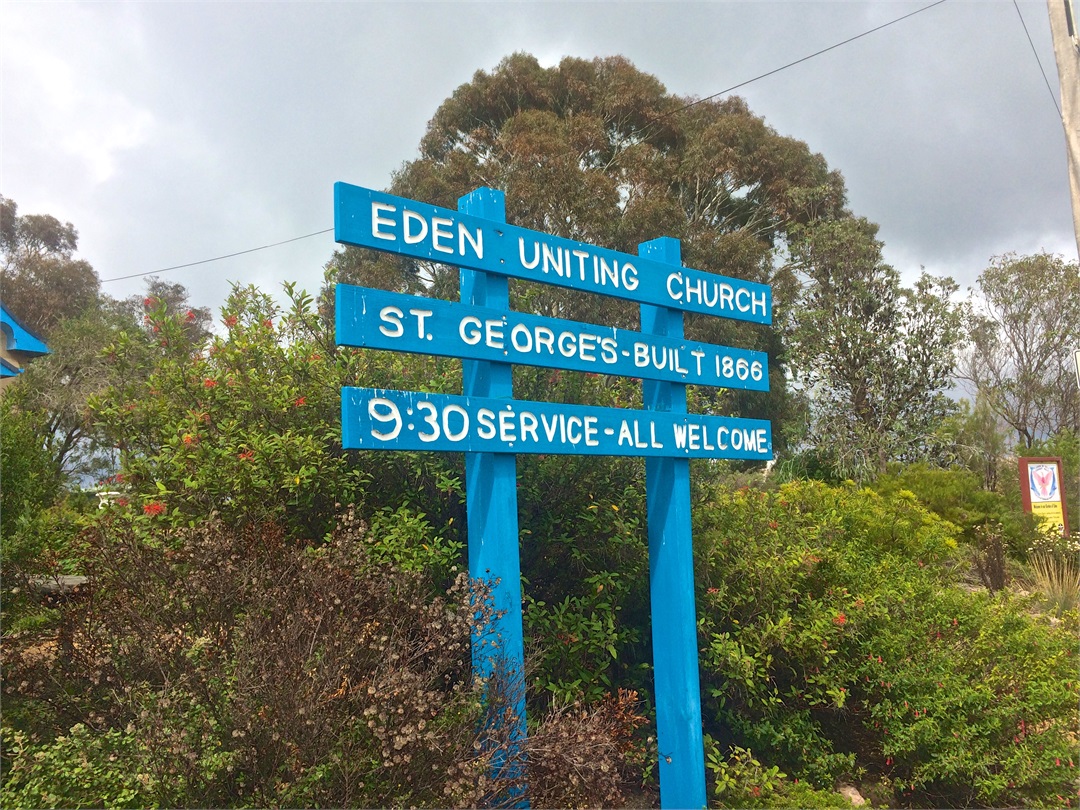 EDEN UNITING CHURCH
ST. GEORGE'S - BUILT 1866
9:30 SERVICE - ALL WELCOME